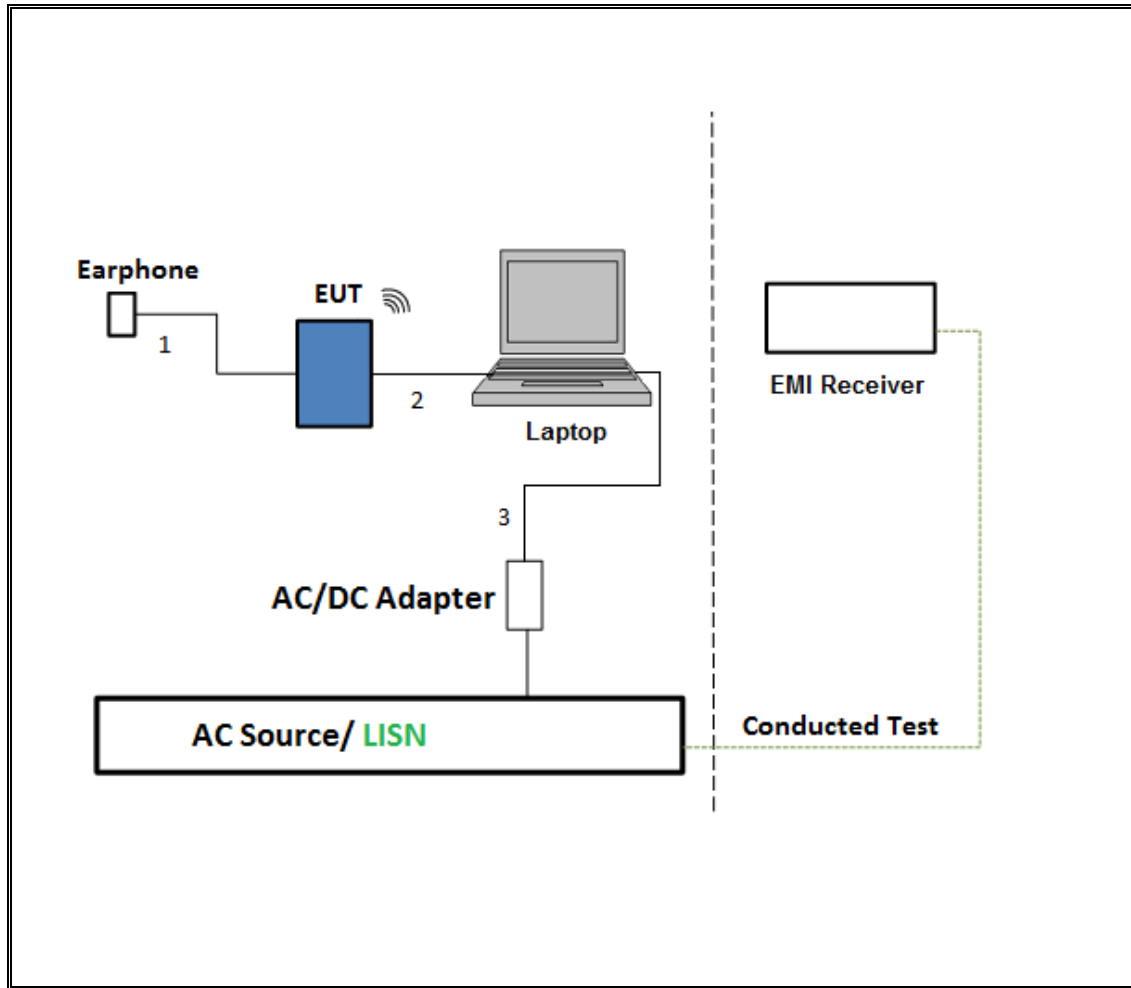 Earphone
1
EUT
2
Laptop
EMI Receiver
3
AC/DC Adapter
AC Source/ LISN
Conducted Test